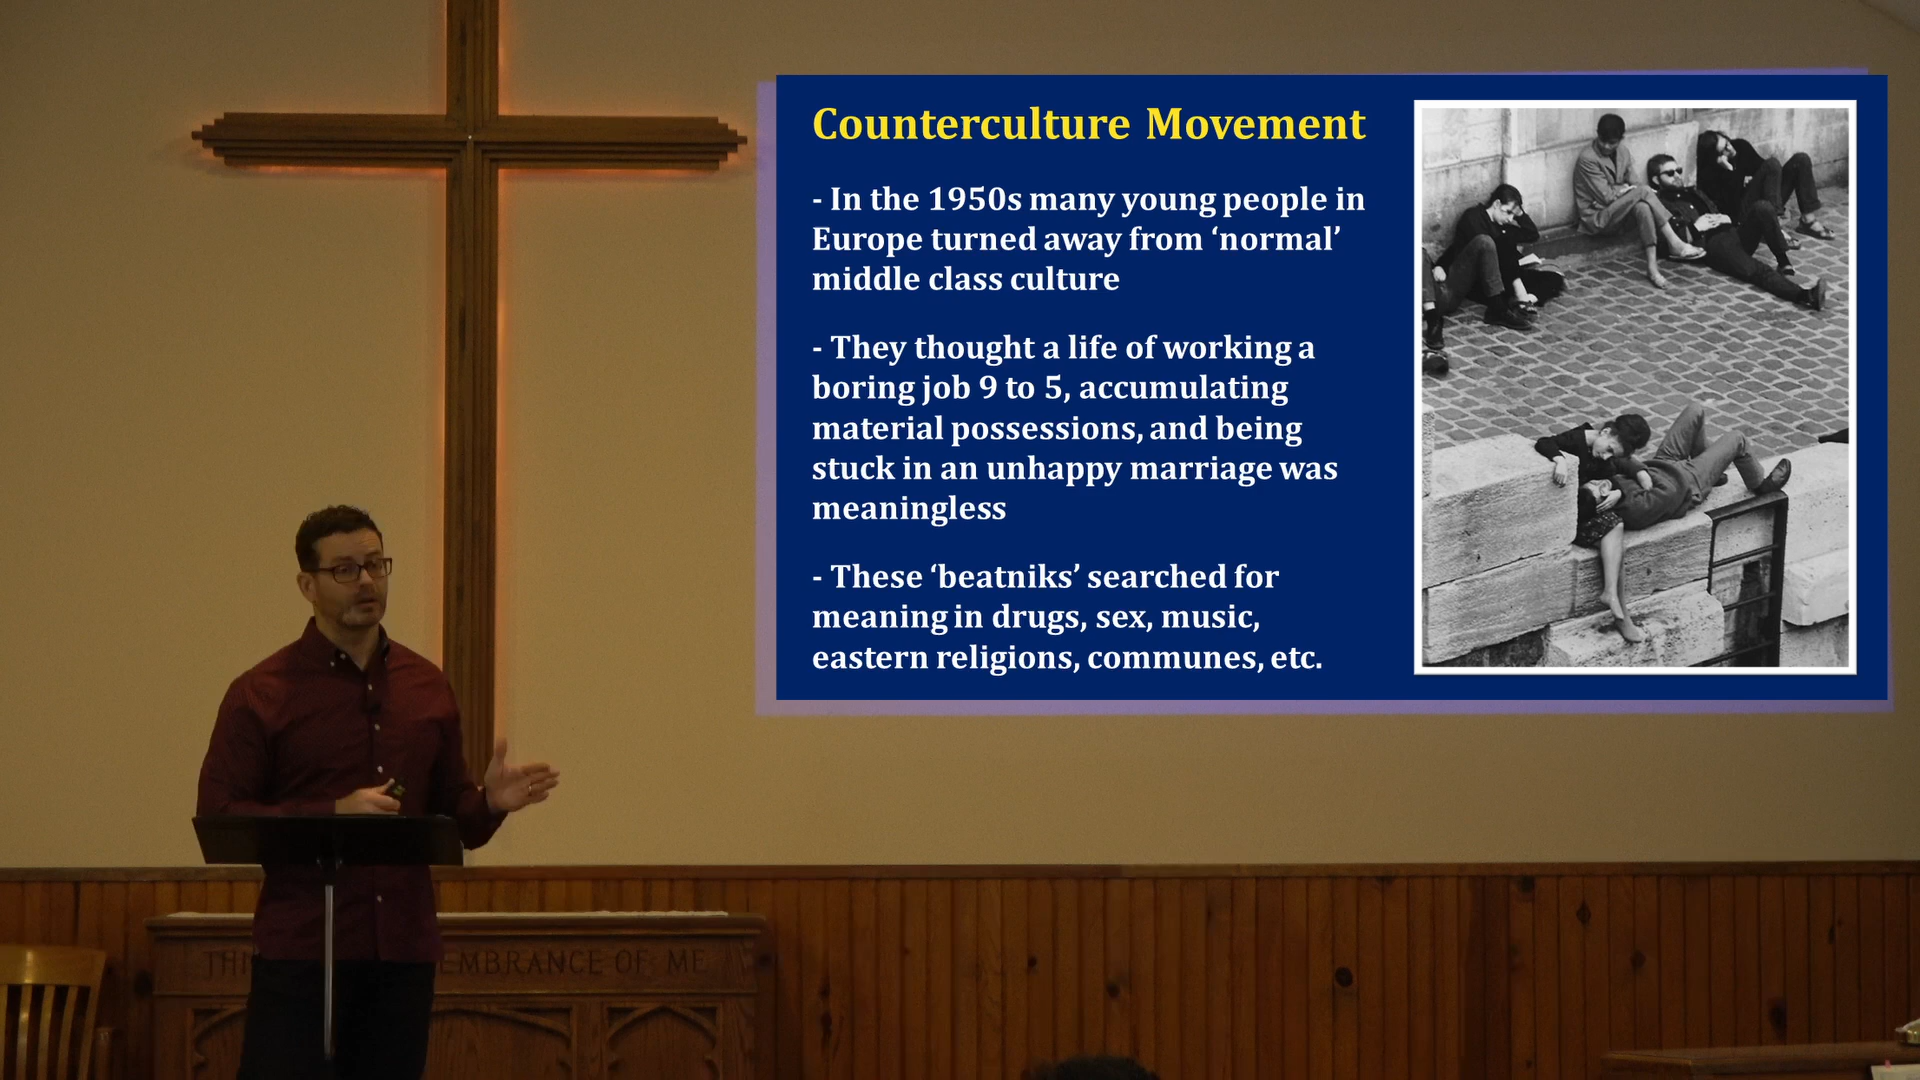 Counterculture Movement
- In the 1950s many young people in
Europe turned away from ‘normal’
middle class culture
- They thought a life of working a
boring job 9 to 5, accumulating
material possessions, and being
stuck in an unhappy marriage was
meaningless
- These ‘beatniks’ searched for
meaning in drugs, sex, music,
eastern religions, communes, etc.
OF ME